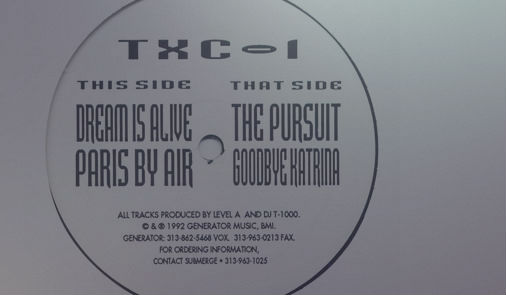 TXC-1
THIS SIDE
DREAM IS ALIVE
PARIS BY AIR
THAT SIDE
THE PURSUIT
GOODBYE KATRINA
ALL TRACKS PRODUCED BY LEVEL A AND DJ T-1000.
© & ℗ 1992 GENERATOR MUSIC, BMI.
GENERATOR: 313-862-5468 VOX. 313-963-0213 FAX.
FOR ORDERING INFORMATION,
CONTACT SUBMERGE • 313-963-1025